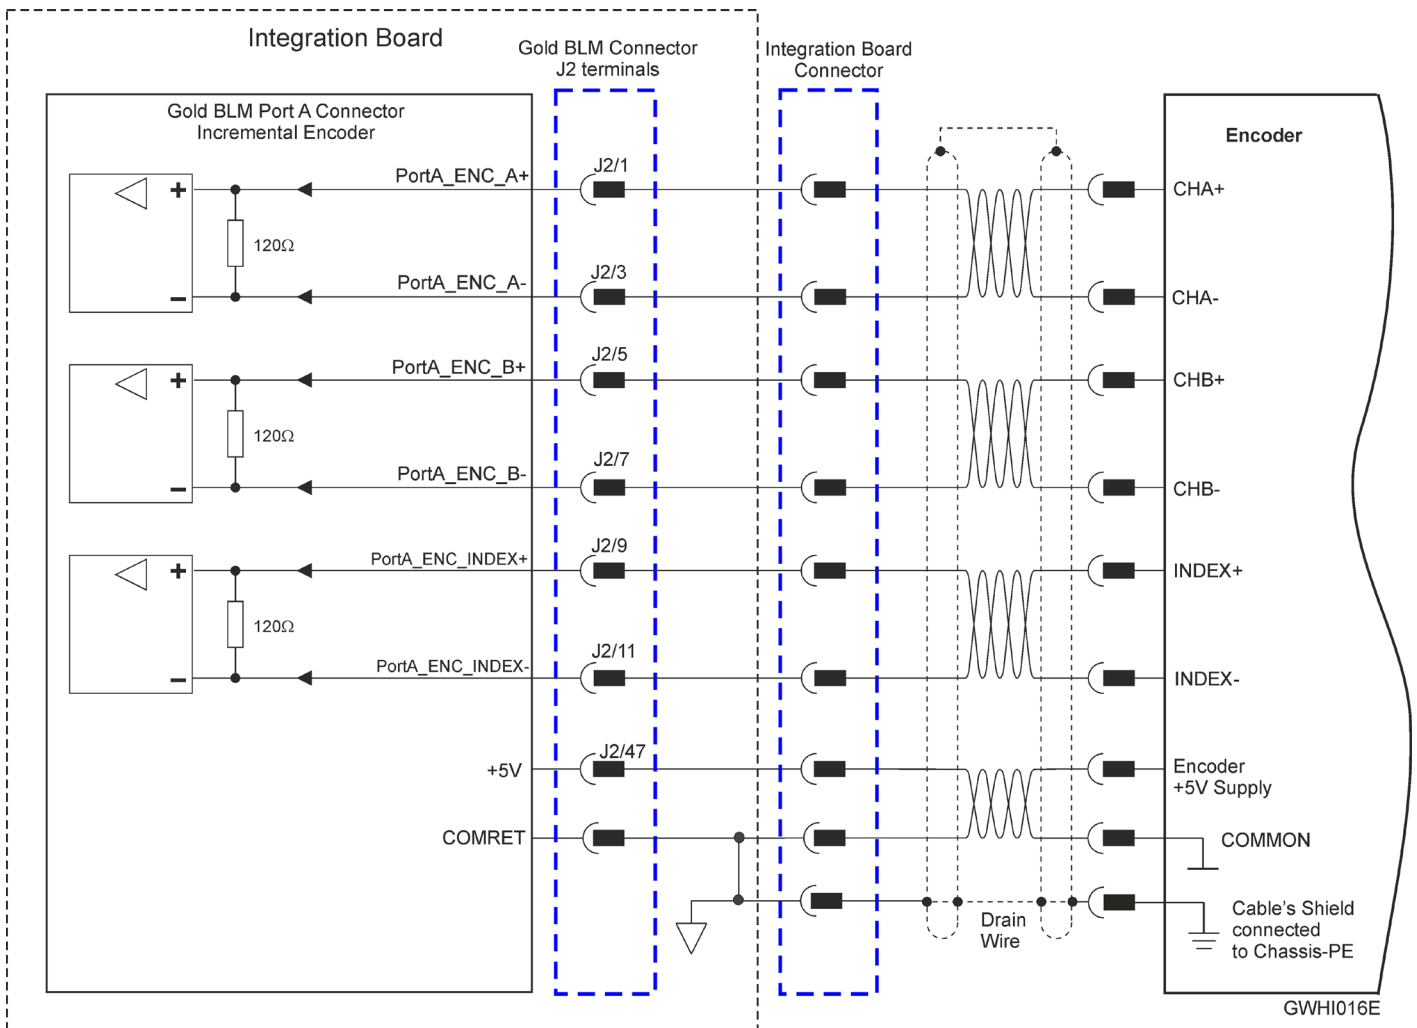 Integration Board
Gold BLM Connector
J2 terminals
Integration Board
Connector
Gold BLM Port A Connector
Incremental Encoder
Encoder
PortA_ENC_A+
J2/1
CHA+
+
120Ω
PortA_ENC_A-
J2/3
CHA-
−
PortA_ENC_B+
J2/5
CHB+
+
120Ω
PortA_ENC_B-
J2/7
CHB-
−
PortA_ENC_INDEX+
J2/9
INDEX+
+
120Ω
PortA_ENC_INDEX-
J2/11
INDEX-
−
+5V
J2/47
Encoder
+5V Supply
COMRET
COMMON
Drain
Wire
Cable's Shield
connected
to Chassis-PE
GWHI016E